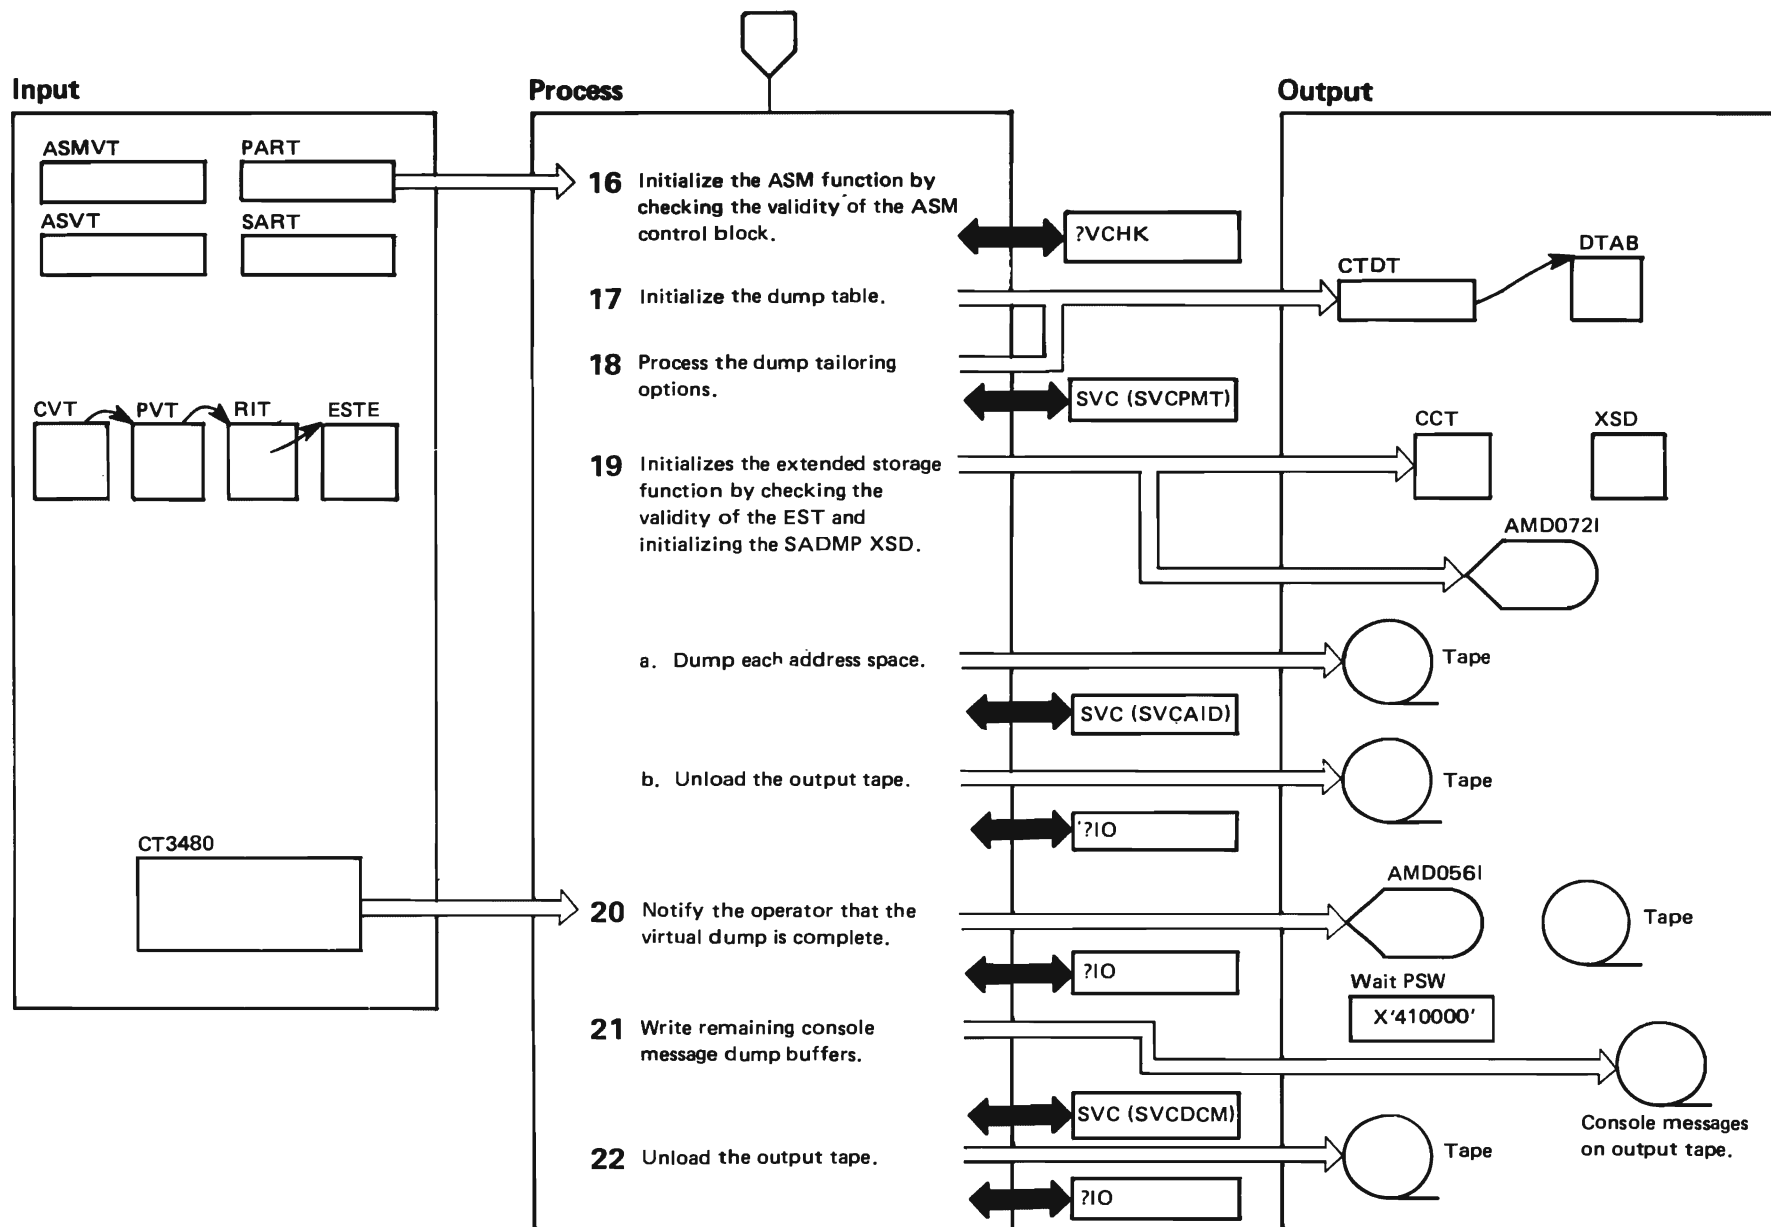 Input
ASMVT
PART
ASVT
SART
CVT
PVT
RIT
ESTE
CT3480
Process
16 Initialize the ASM function by
checking the validity of the ASM
control block.
?VCHK
17 Initialize the dump table.
18 Process the dump tailoring
options.
SVC (SVCPMT)
19 Initializes the extended storage
function by checking the
validity of the EST and
initializing the SADMP XSD.
a. Dump each address space.
SVC (SVCAID)
b. Unload the output tape.
?IO
20 Notify the operator that the
virtual dump is complete.
?IO
21 Write remaining console
message dump buffers.
SVC (SVCDCM)
22 Unload the output tape.
?IO
Output
DTAB
CTDT
CCT
XSD
AMD072I
Tape
Tape
AMD056I
Tape
Wait PSW
X'410000'
Console messages
on output tape.
Tape